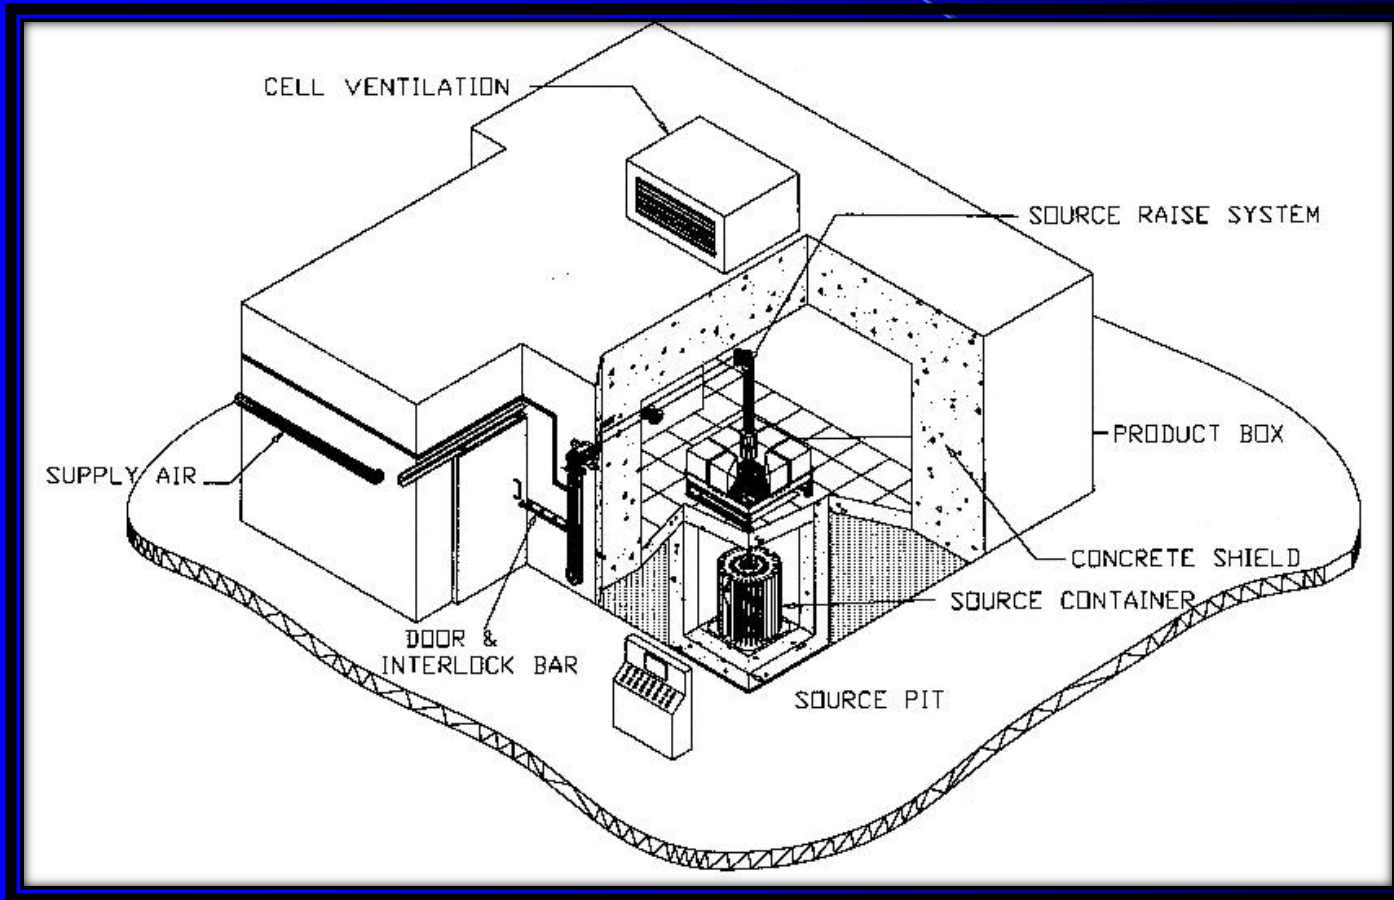 CELL VENTILATION
SOURCE RAISE SYSTEM
PRODUCT BOX
SUPPLY AIR
CONCRETE SHIELD
SOURCE CONTAINER
DOOR &
INTERLOCK BAR
SOURCE PIT